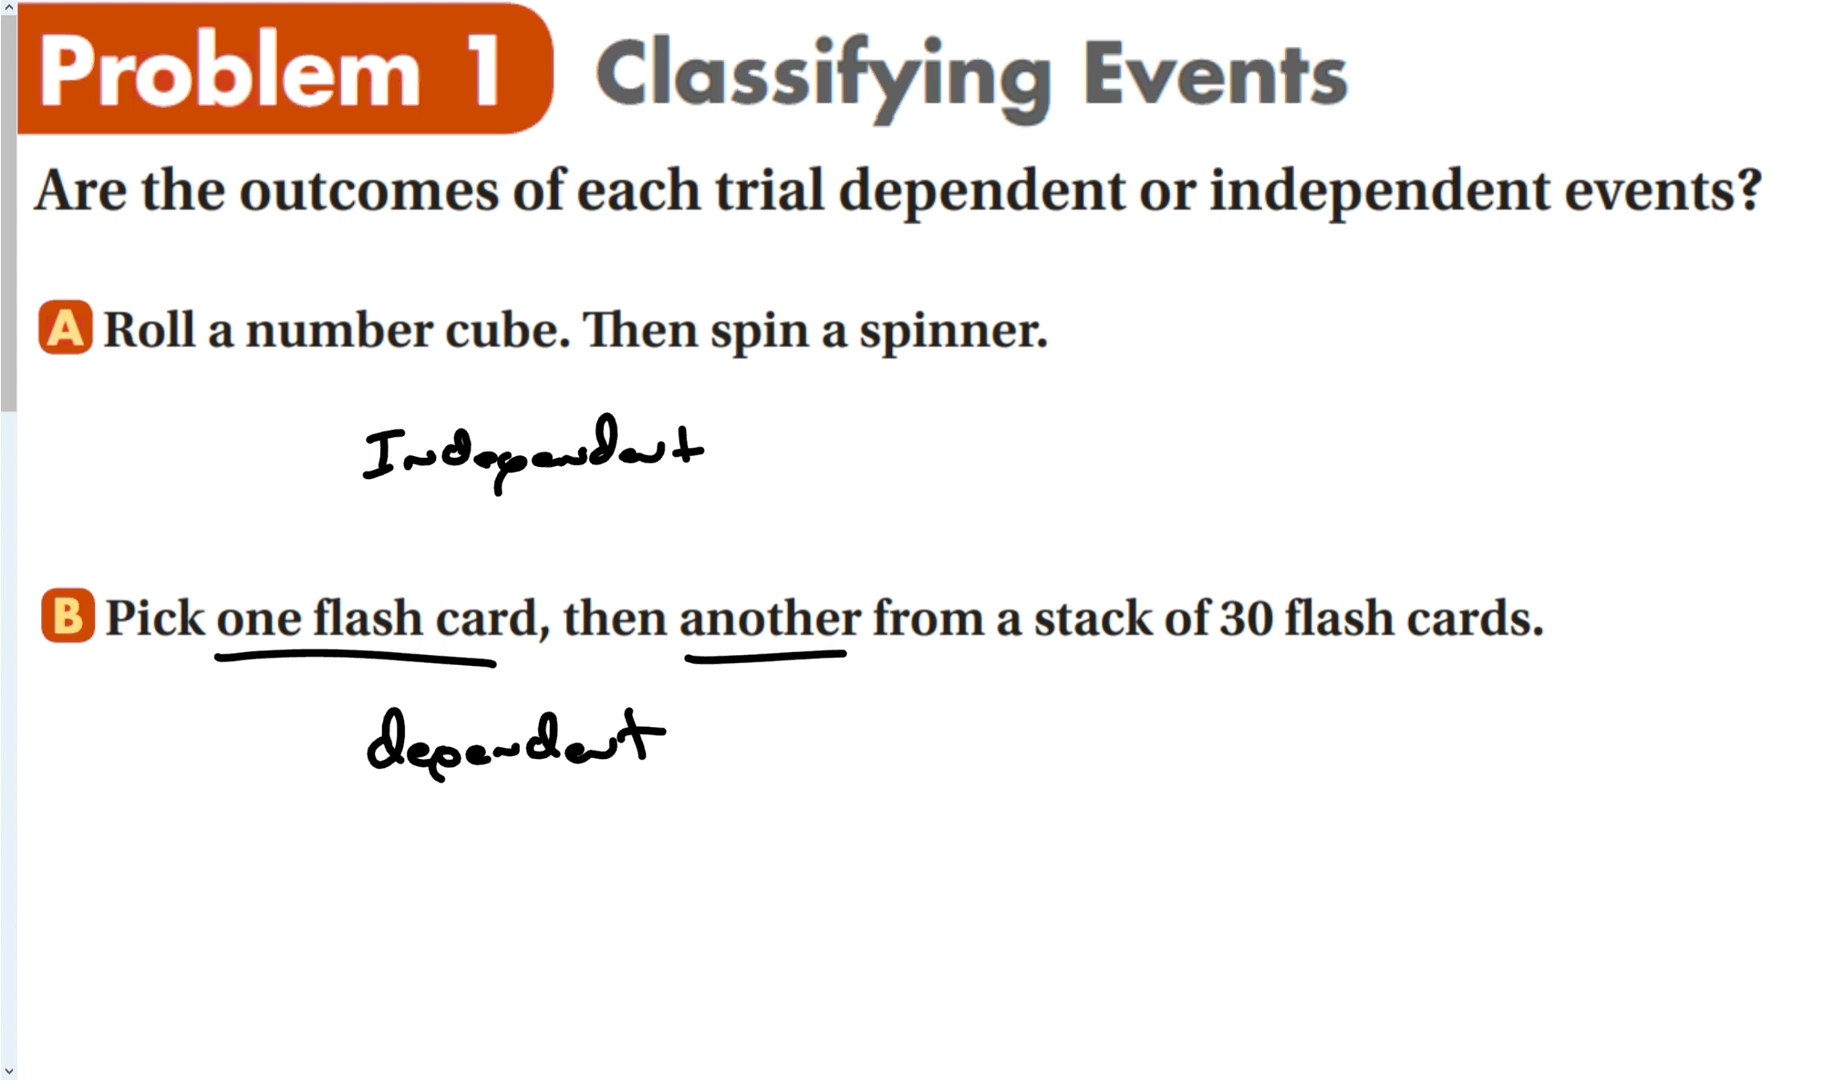 Problem 1 Classifying Events
Are the outcomes of each trial dependent or independent events?
A Roll a number cube. Then spin a spinner.
Independent
B Pick one flash card, then another from a stack of 30 flash cards.
dependent